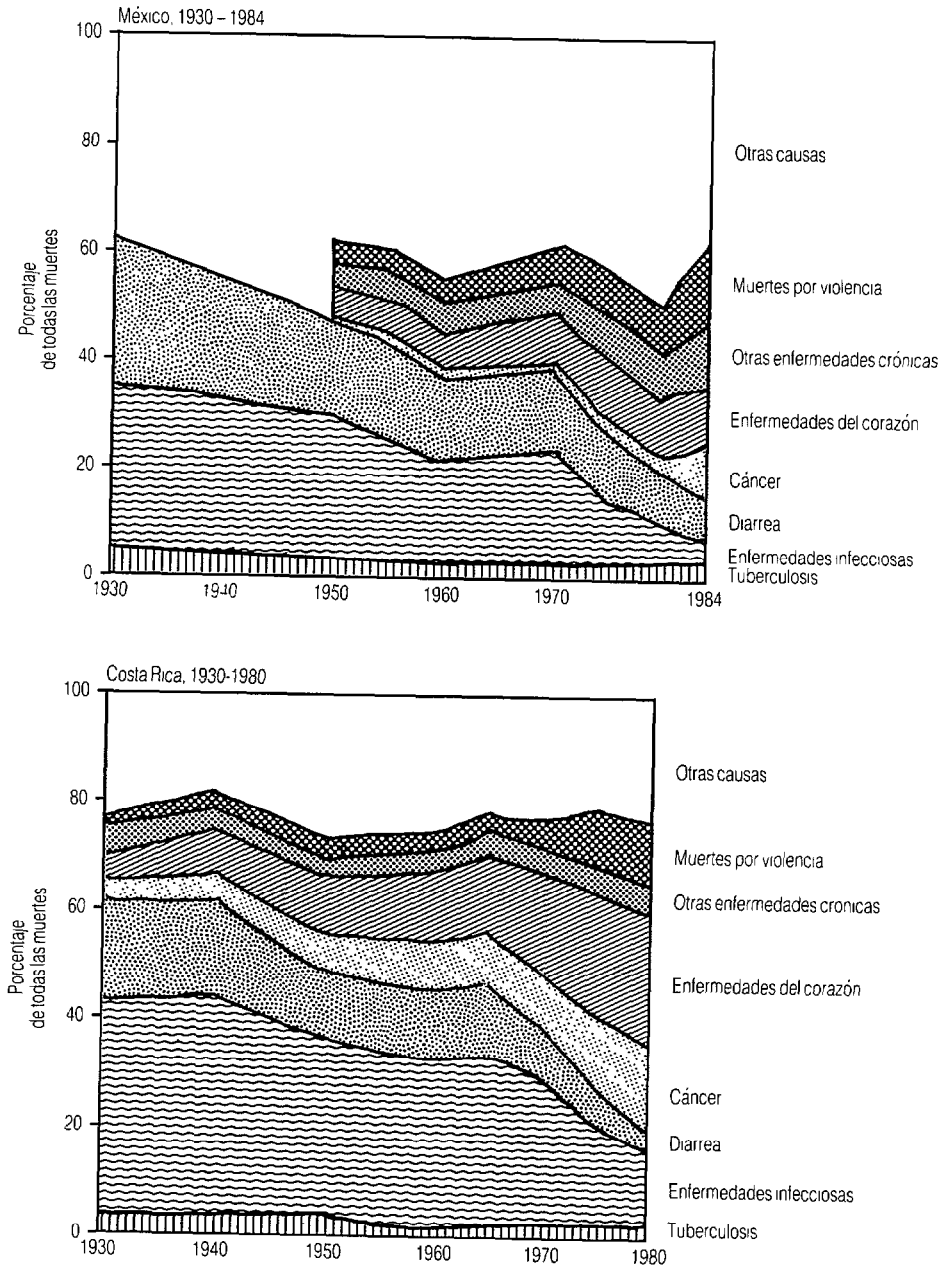 México, 1930 – 1984
100
80
60
40
20
0
Porcentaje
de todas las muertes
1930
1940
1950
1960
1970
1984
Otras causas
Muertes por violencia
Otras enfermedades crónicas
Enfermedades del corazón
Cáncer
Diarrea
Enfermedades infecciosas
Tuberculosis
Costa Rica, 1930-1980
100
80
60
40
20
0
Porcentaje
de todas las muertes
1930
1940
1950
1960
1970
1980
Otras causas
Muertes por violencia
Otras enfermedades cronicas
Enfermedades del corazón
Cáncer
Diarrea
Enfermedades infecciosas
Tuberculosis